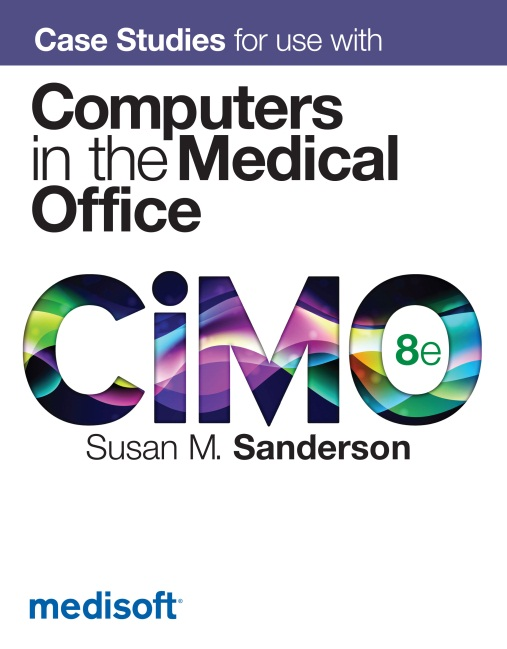 Case Studies for use with
Computers
in the Medical
Office
CiMO
8e
Susan M. Sanderson
medisoft®